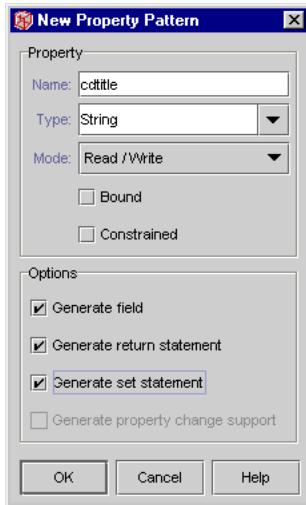 New Property Pattern
Property
Name: cdtitle
Type: String
Mode: Read / Write
Bound
Constrained
Options
Generate field
Generate return statement
Generate set statement
Generate property change support
OK Cancel Help